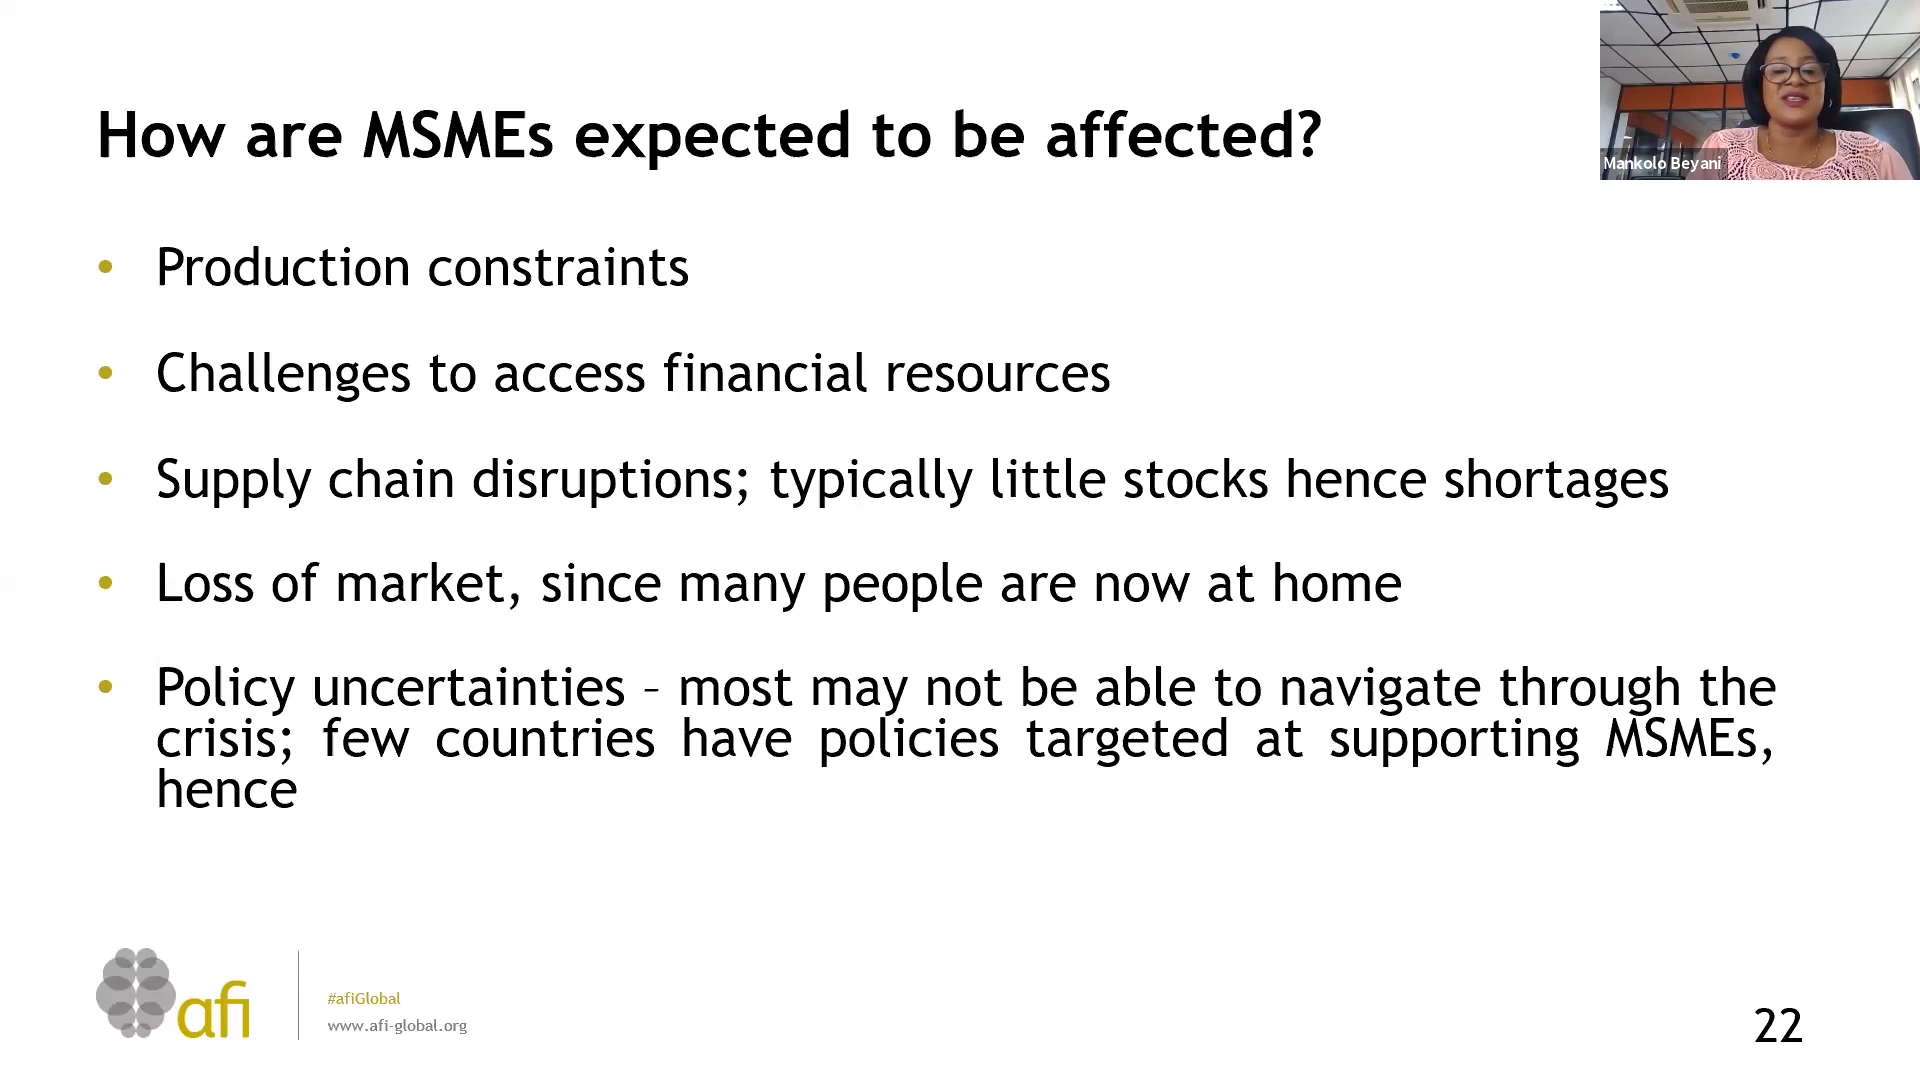 How are MSMEs expected to be affected?
Mankolo Beyani
• Production constraints
• Challenges to access financial resources
• Supply chain disruptions; typically little stocks hence shortages
• Loss of market, since many people are now at home
• Policy uncertainties – most may not be able to navigate through the
crisis; few countries have policies targeted at supporting MSMEs,
hence
afi
#afiGlobal
www.afi-global.org
22